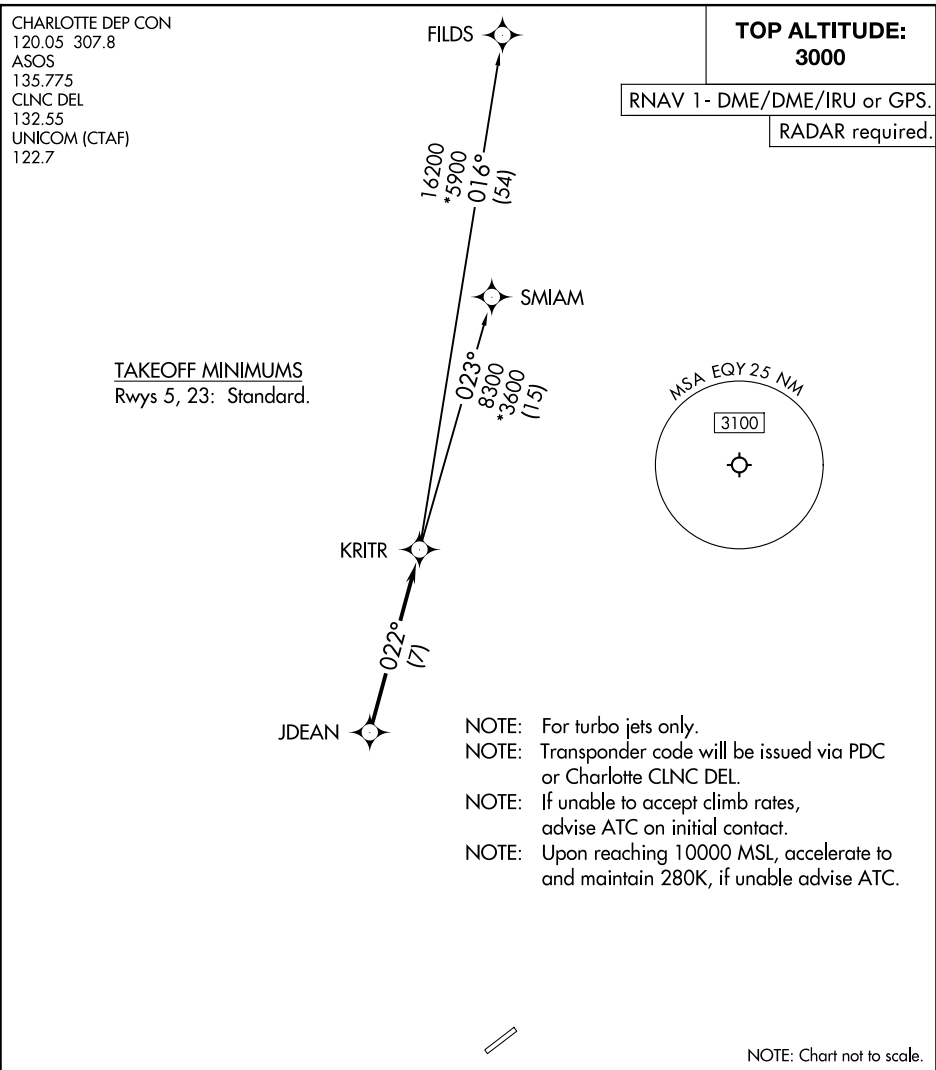 CHARLOTTE DEP CON
120.05 307.8
ASOS
135.775
CLNC DEL
132.55
UNICOM (CTAF)
122.7
TOP ALTITUDE:
3000
RNAV 1- DME/DME/IRU or GPS.
RADAR required.
FILDS
16200
*5900
016°
(54)
SMIAM
023°
8300
*3600
(15)
TAKEOFF MINIMUMS
Rwys 5, 23: Standard.
MSA EQY 25 NM
3100
KRITR
022°
(7)
JDEAN
NOTE: For turbo jets only.
NOTE: Transponder code will be issued via PDC
or Charlotte CLNC DEL.
NOTE: If unable to accept climb rates,
advise ATC on initial contact.
NOTE: Upon reaching 10000 MSL, accelerate to
and maintain 280K, if unable advise ATC.
NOTE: Chart not to scale.